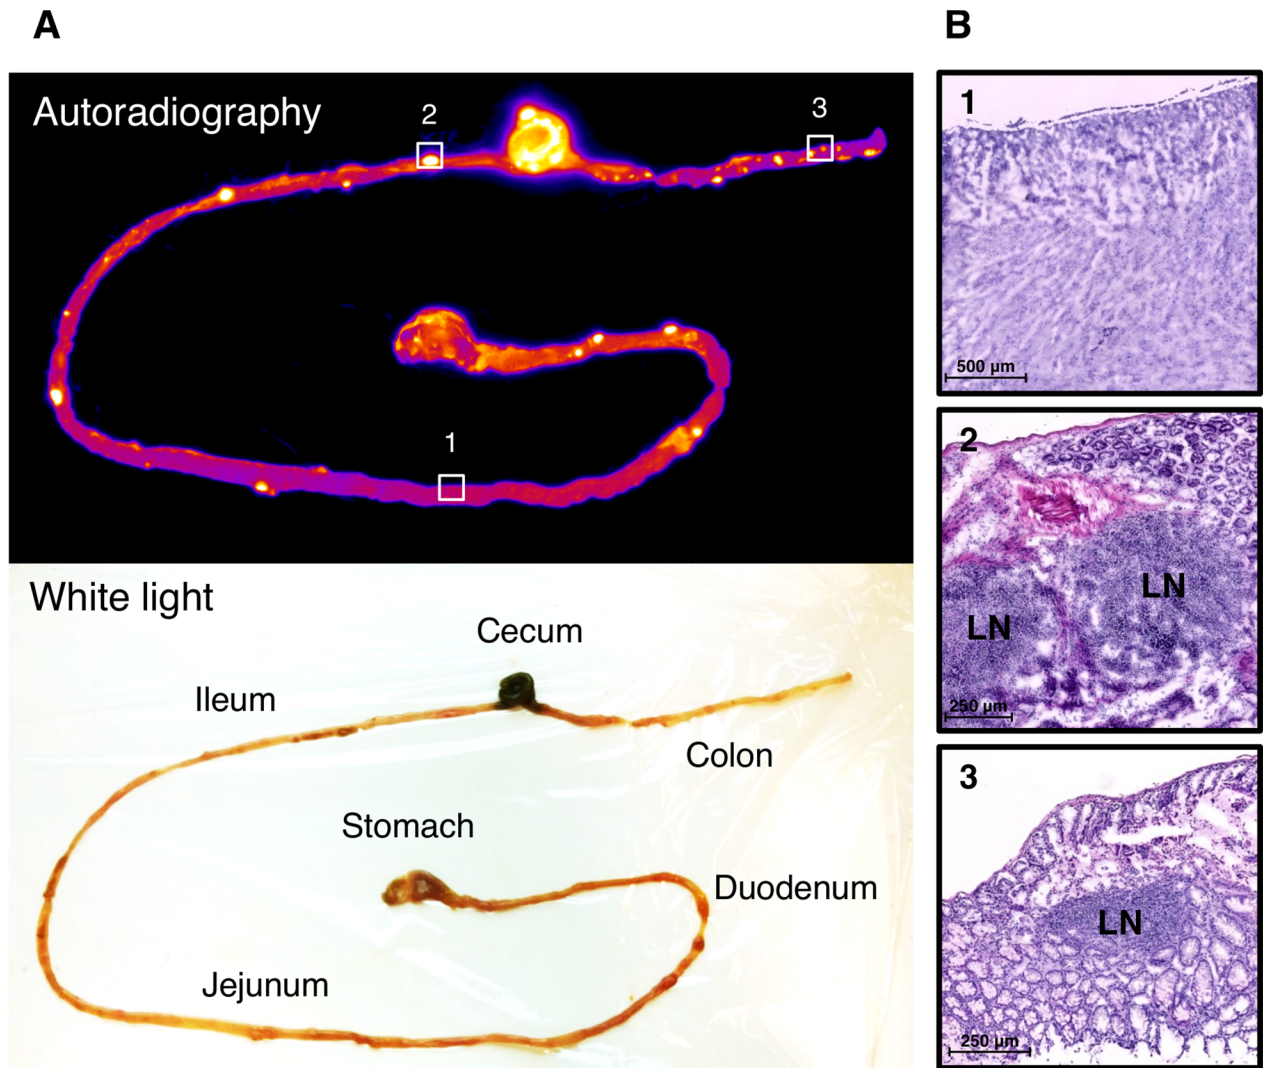 A
B
Autoradiography
2
3
1
White light
Cecum
Ileum
Colon
Stomach
Duodenum
Jejunum
1
500 µm
2
LN
LN
250 µm
3
LN
250 µm